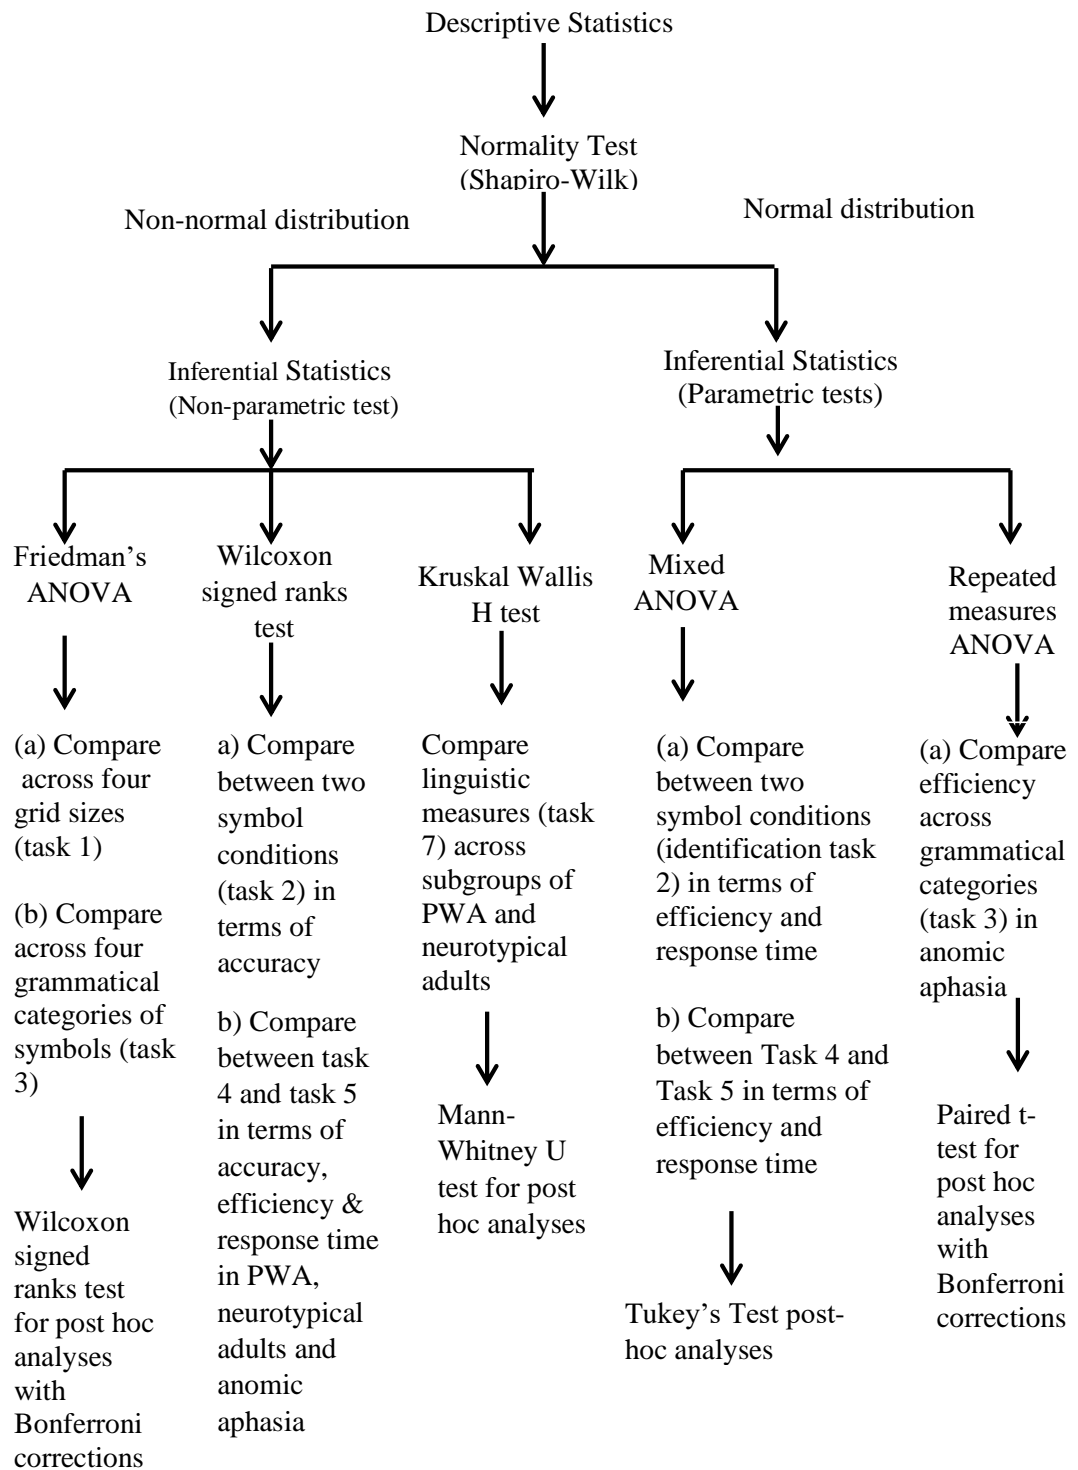 Descriptive Statistics
Normality Test
(Shapiro-Wilk)
Non-normal distribution
Normal distribution
Inferential Statistics
(Non-parametric test)
Inferential Statistics
(Parametric tests)
Friedman’s
ANOVA
Wilcoxon
signed ranks
test
Kruskal Wallis
H test
Mixed
ANOVA
Repeated
measures
ANOVA
(a) Compare
across four
grid sizes
(task 1)
(b) Compare
across four
grammatical
categories of
symbols (task
3)
a) Compare
between two
symbol
conditions
(task 2) in
terms of
accuracy
b) Compare
between task
4 and task 5
in terms of
accuracy,
efficiency &
response time
in PWA,
neurotypical
adults and
anomic
aphasia
Compare
linguistic
measures (task
7) across
subgroups of
PWA and
neurotypical
adults
(a) Compare
between two
symbol conditions
(identification task
2) in terms of
efficiency and
response time
b) Compare
between Task 4 and
Task 5 in terms of
efficiency and
response time
(a) Compare
efficiency
across
grammatical
categories
(task 3) in
anomic
aphasia
Wilcoxon
signed
ranks test
for post hoc
analyses
with
Bonferroni
corrections
Mann-
Whitney U
test for post
hoc analyses
Tukey’s Test post-
hoc analyses
Paired t-
test for
post hoc
analyses
with
Bonferroni
corrections